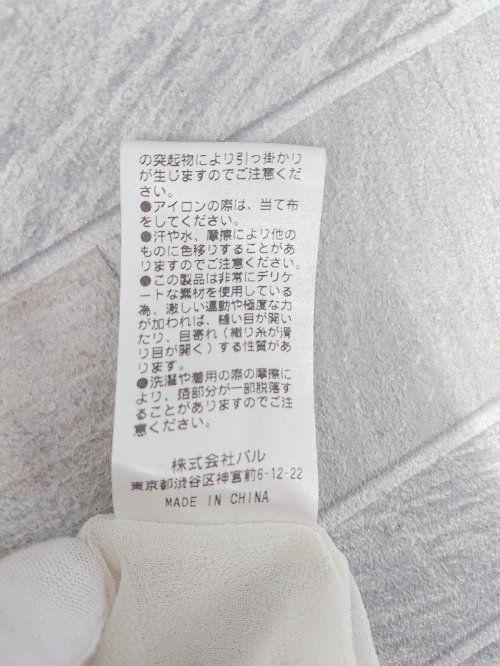 の突起物により引っ掛かり
が生じますのでご注意くだ
さい。
●アイロンの際は、当て布
をしてください。
●汗や水、摩擦により他の
ものに色移りすることがあ
りますのでご注意ください。
●この製品は非常にデリケ
ートな素材を使用している
為、激しい運動や極度な力
が加われば、縫い目が開い
たり、目寄れ(織り糸が滑
り目が開く)する性質があ
ります。
●洗濯や着用の際の摩擦に
より、箔部分が一部脱落す
ることがありますのでご注
意ください。
株式会社パル
東京都渋谷区神宮前6-12-22
MADE IN CHINA